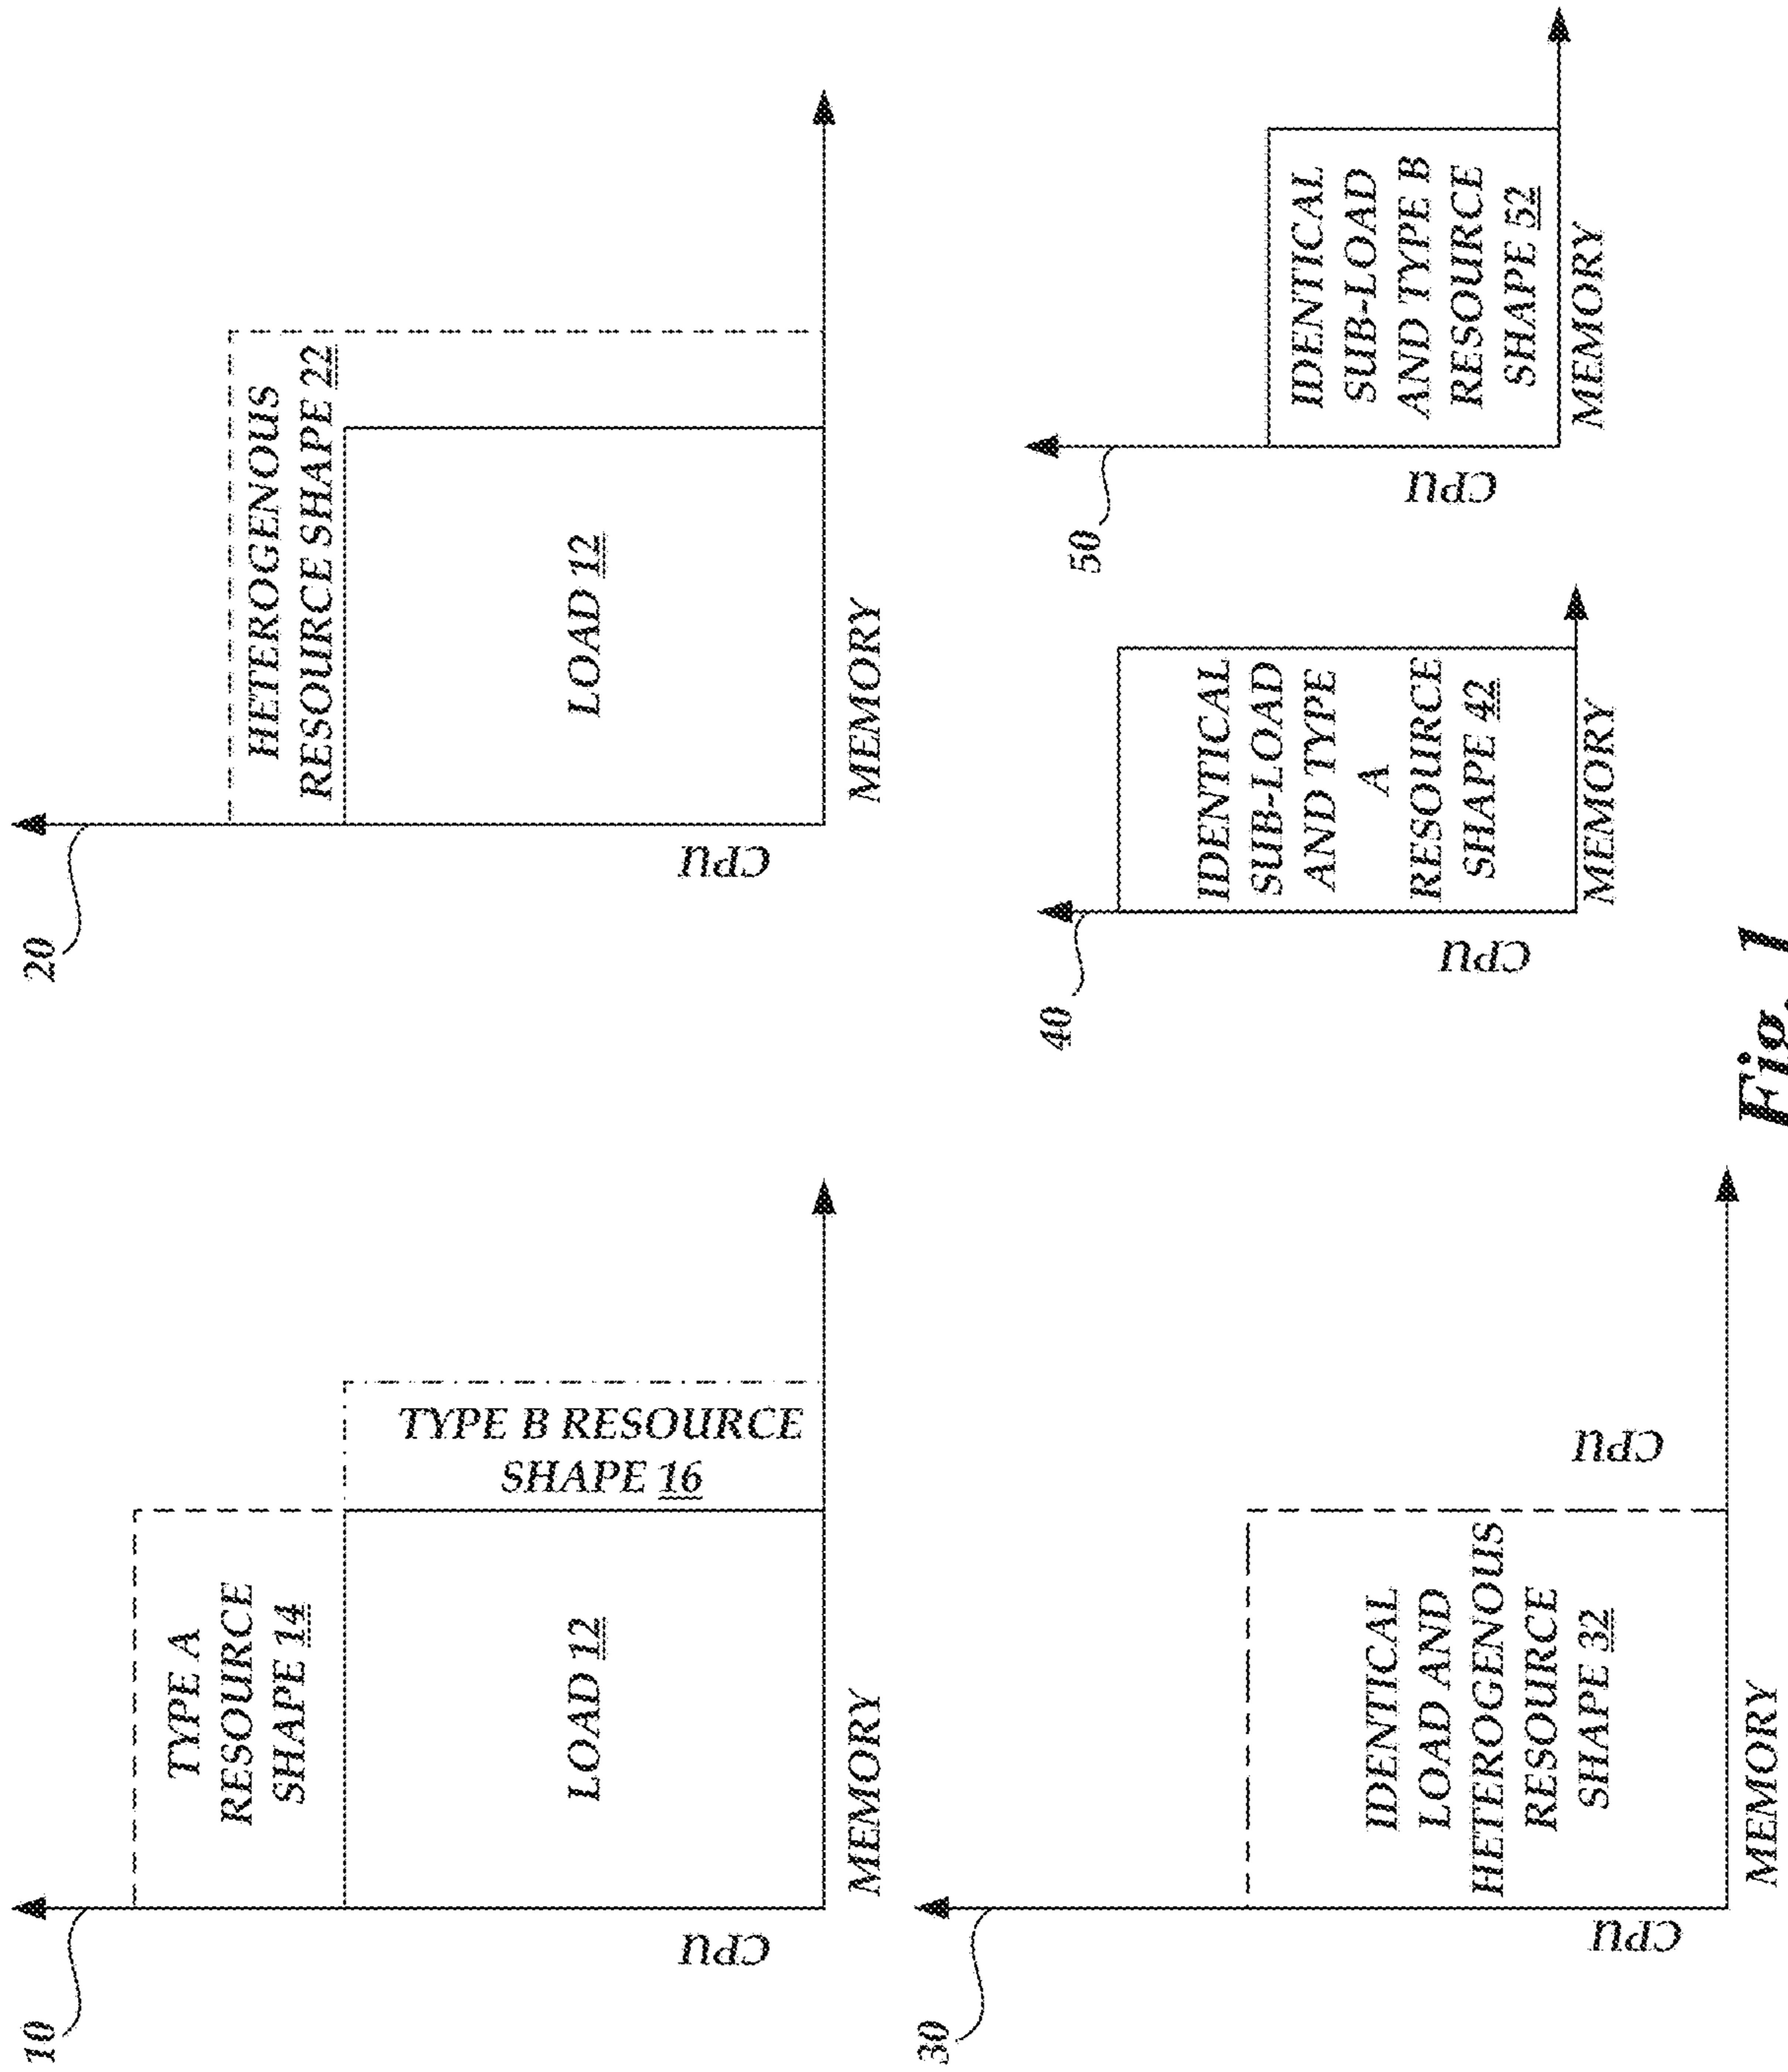 10
CPU
TYPE A
RESOURCE
SHAPE 14
TYPE B RESOURCE
SHAPE 16
LOAD 12
MEMORY
20
CPU
HETEROGENOUS
RESOURCE SHAPE 22
LOAD 12
MEMORY
30
CPU
IDENTICAL
LOAD AND
HETEROGENOUS
RESOURCE
SHAPE 32
CPU
MEMORY
40
CPU
IDENTICAL
SUB-LOAD
AND TYPE
A
RESOURCE
SHAPE 42
MEMORY
50
CPU
IDENTICAL
SUB-LOAD
AND TYPE B
RESOURCE
SHAPE 52
MEMORY
Fig. 1